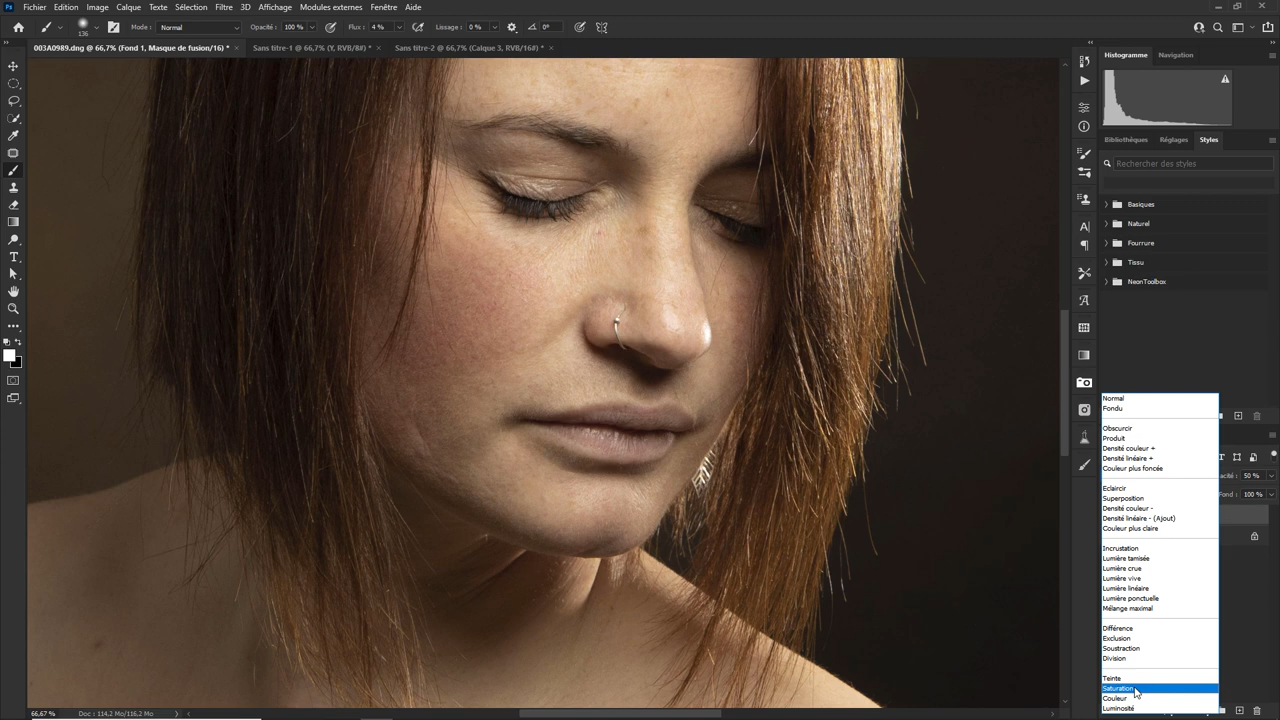 Ps Fichier Edition Image Calque Texte Sélection Filtre 3D Affichage Modules externes Fenêtre Aide
136 Mode : Normal Opacité : 100 % Flux : 4 % Lissage : 0 % 0°
003A0989.dng @ 66,7% (Fond 1, Masque de fusion/16) * × Sans titre-1 @ 66,7% (Y, RVB/8#) * × Sans titre-2 @ 66,7% (Calque 3, RVB/16#) * ×
Histogramme Navigation
Bibliothèques Réglages Styles
Rechercher des styles
Basiques
Naturel
Fourrure
Tissu
NeonToolbox
Normal
Fondu
Obscurcir
Produit
Densité couleur +
Densité linéaire +
Couleur plus foncée
Eclaircir
Superposition
Densité couleur -
Densité linéaire - (Ajout)
Couleur plus claire
Incrustation
Lumière tamisée
Lumière crue
Lumière vive
Lumière linéaire
Lumière ponctuelle
Mélange maximal
Différence
Exclusion
Soustraction
Division
Teinte
Saturation
Couleur
Luminosité
acité : 50 %
Fond : 100 %
66,67 % Doc : 114,2 Mo/116,2 Mo